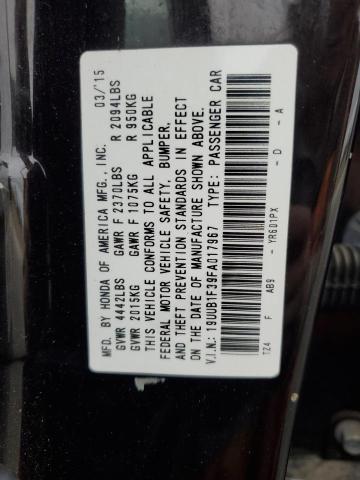 MFD. BY HONDA OF AMERICA MFG., INC. 03/'15
GVWR 4442LBS GAWR F 2370LBS R 2094LBS
GVWR 2015KG GAWR F 1075KG R 950KG
THIS VEHICLE CONFORMS TO ALL APPLICABLE
FEDERAL MOTOR VEHICLE SAFETY, BUMPER,
AND THEFT PREVENTION STANDARDS IN EFFECT
ON THE DATE OF MANUFACTURE SHOWN ABOVE.
V.I.N.: 19UUB1F39FA017967 TYPE: PASSENGER CAR
TZ4 F AB9 - YR601PX - D - A